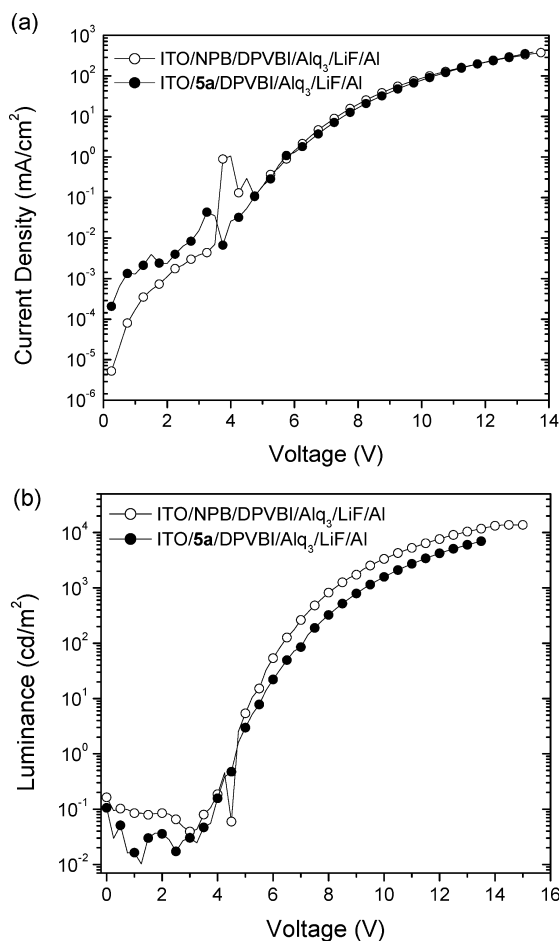 (a)
ITO/NPB/DPVBI/Alq₃/LiF/Al
ITO/5a/DPVBI/Alq₃/LiF/Al
Current Density (mA/cm²)
10³
10²
10¹
10⁰
10⁻¹
10⁻²
10⁻³
10⁻⁴
10⁻⁵
10⁻⁶
0 2 4 6 8 10 12 14
Voltage (V)
(b)
ITO/NPB/DPVBI/Alq₃/LiF/Al
ITO/5a/DPVBI/Alq₃/LiF/Al
Luminance (cd/m²)
10⁴
10³
10²
10¹
10⁰
10⁻¹
10⁻²
0 2 4 6 8 10 12 14 16
Voltage (V)